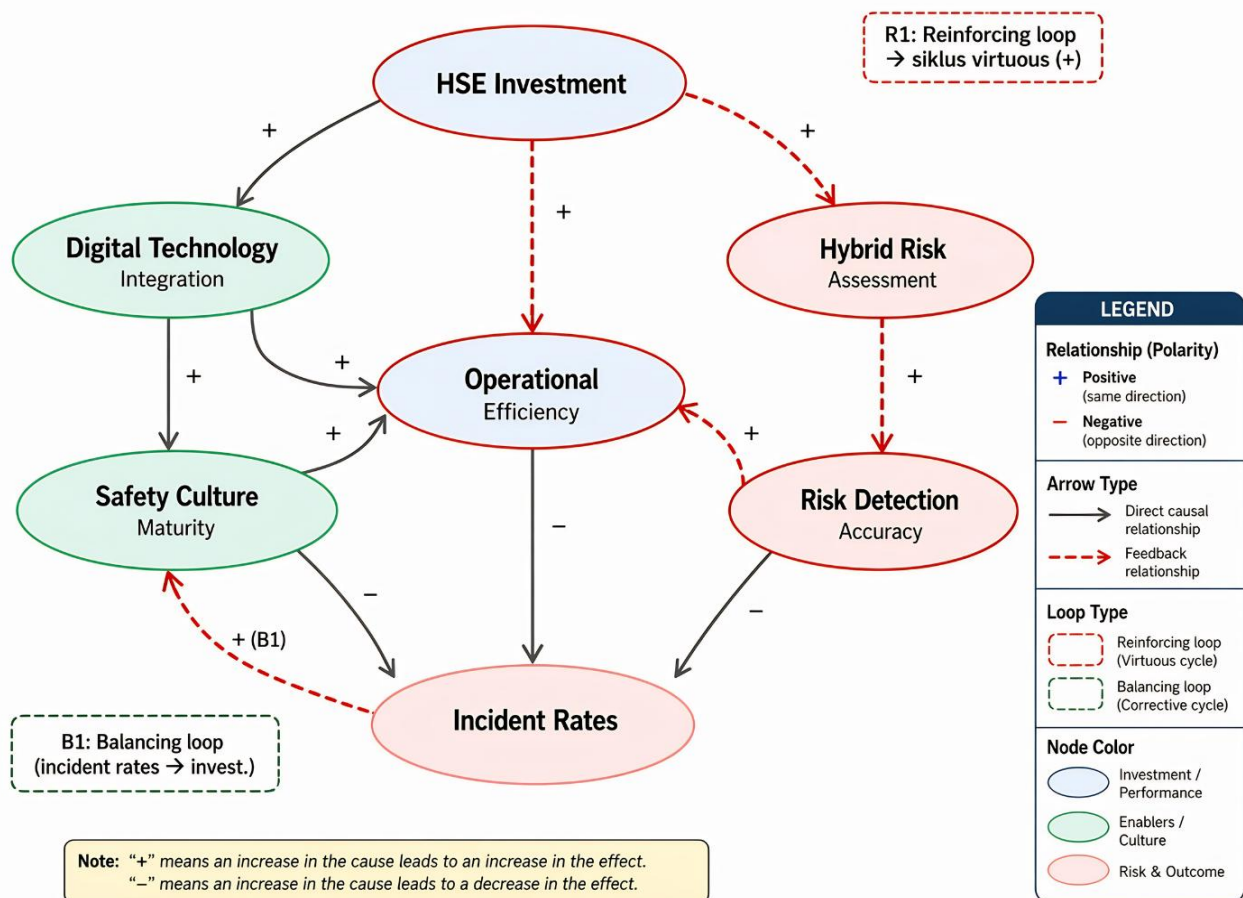 R1: Reinforcing loop
→ siklus virtuous (+)
HSE Investment
+
+
+
Digital Technology
Integration
Hybrid Risk
Assessment
+
+
+
Operational
Efficiency
+
+
Safety Culture
Maturity
Risk Detection
Accuracy
−
−
−
+ (B1)
Incident Rates
B1: Balancing loop
(incident rates → invest.)
Note: “+” means an increase in the cause leads to an increase in the effect.
“−” means an increase in the cause leads to a decrease in the effect.
LEGEND
Relationship (Polarity)
+ Positive
(same direction)
− Negative
(opposite direction)
Arrow Type
Direct causal
relationship
Feedback
relationship
Loop Type
Reinforcing loop
(Virtuous cycle)
Balancing loop
(Corrective cycle)
Node Color
Investment /
Performance
Enablers /
Culture
Risk & Outcome